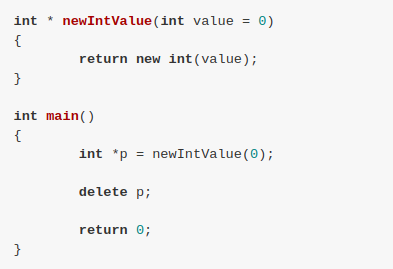 int * newIntValue(int value = 0)
{
        return new int(value);
}

int main()
{
        int *p = newIntValue(0);

        delete p;

        return 0;
}